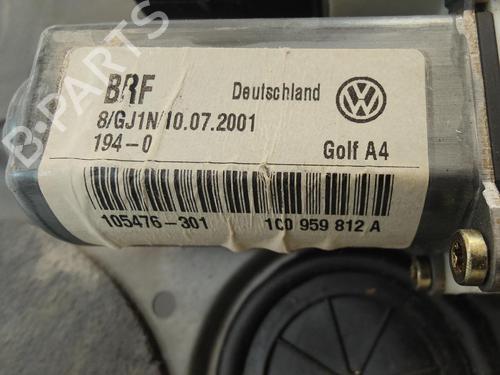 B-PARTS
BRF
Deutschland
8/GJ1N/10.07.2001
194-0
Golf A4
105476-301
1C0 959 812 A